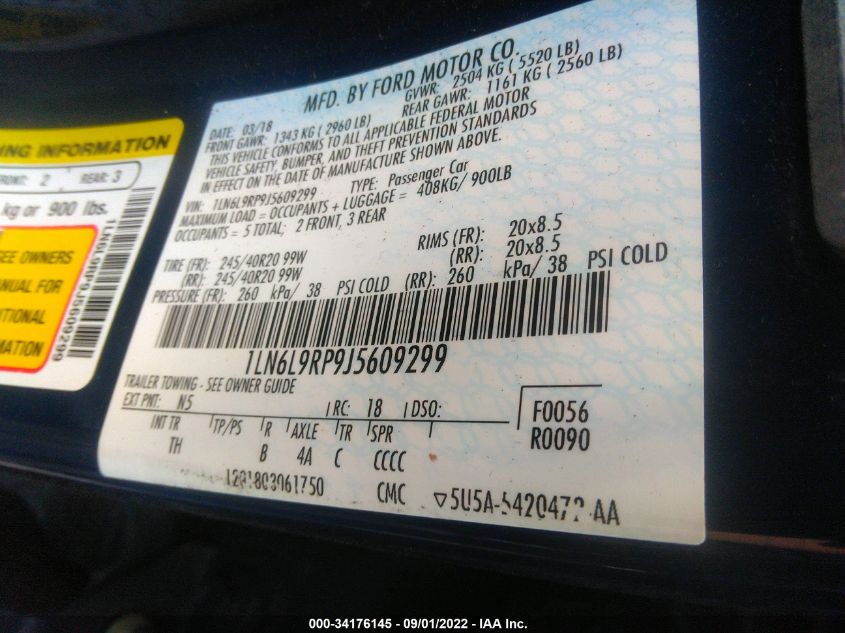 MFD. BY FORD MOTOR CO.
DATE: 03/18
GVWR: 2504 KG ( 5520 LB)
FRONT GAWR: 1343 KG ( 2960 LB)
REAR GAWR: 1161 KG ( 2560 LB)
THIS VEHICLE CONFORMS TO ALL APPLICABLE FEDERAL MOTOR
VEHICLE SAFETY, BUMPER, AND THEFT PREVENTION STANDARDS
IN EFFECT ON THE DATE OF MANUFACTURE SHOWN ABOVE.
VIN: 1LN6L9RP9J5609299 TYPE: Passenger Car
MAXIMUM LOAD = OCCUPANTS + LUGGAGE = 408KG/ 900LB
OCCUPANTS = 5 TOTAL; 2 FRONT, 3 REAR
TIRE (FR): 245/40R20 99W RIMS (FR): 20x8.5
(RR): 245/40R20 99W (RR): 20x8.5
PRESSURE (FR): 260 kPa/ 38 PSI COLD (RR): 260 kPa/ 38 PSI COLD
1LN6L9RP9J5609299
TRAILER TOWING - SEE OWNER GUIDE
EXT PNT: N5 RC: 18 DSO: F0056
INT TR TP/PS R AXLE TR SPR R0090
TH B 4A C CCCC
CMC ▽5U5A-5420472-AA
NG INFORMATION
FRONT: 2 REAR: 3
kg or 900 lbs.
SEE OWNERS
MANUAL FOR
1LN6L9RP9J5609299
000-34176145 - 09/01/2022 - IAA Inc.